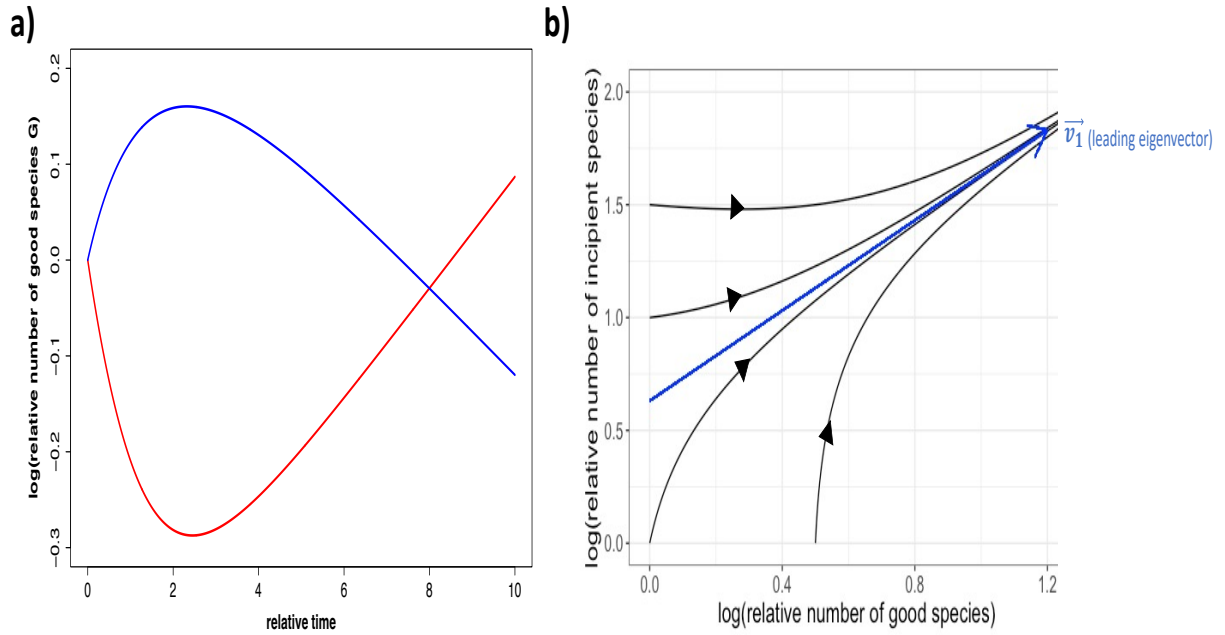 a)
log(relative number of good species G)
0.2
0.1
0.0
−0.1
−0.2
−0.3
0 2 4 6 8 10
relative time
b)
log(relative number of incipient species)
2.0
1.5
1.0
0.5
0.0
0.0 0.4 0.8 1.2
log(relative number of good species)
v₁ (leading eigenvector)